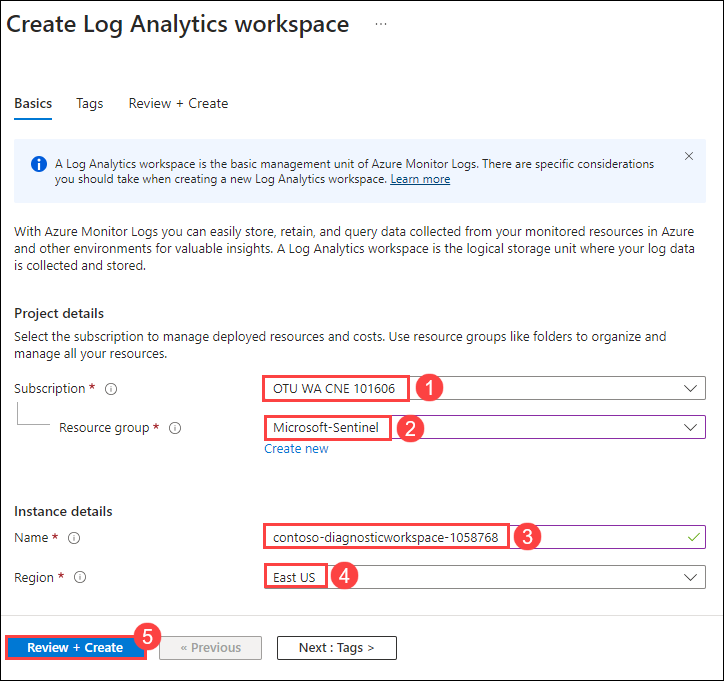 Create Log Analytics workspace ...
Basics Tags Review + Create
A Log Analytics workspace is the basic management unit of Azure Monitor Logs. There are specific considerations
you should take when creating a new Log Analytics workspace. Learn more
With Azure Monitor Logs you can easily store, retain, and query data collected from your monitored resources in Azure
and other environments for valuable insights. A Log Analytics workspace is the logical storage unit where your log data
is collected and stored.
Project details
Select the subscription to manage deployed resources and costs. Use resource groups like folders to organize and
manage all your resources.
Subscription * OTU WA CNE 101606 1
Resource group * Microsoft-Sentinel 2
Create new
Instance details
Name * contoso-diagnosticworkspace-1058768 3
Region * East US 4
Review + Create 5 « Previous Next : Tags >